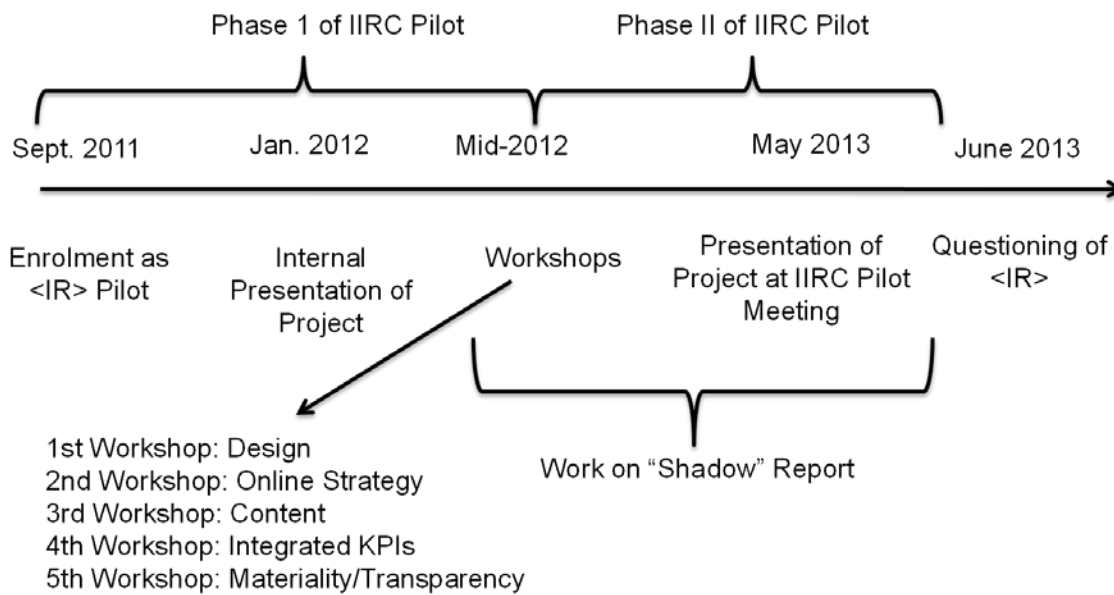 Phase 1 of IIRC Pilot
Phase II of IIRC Pilot
Sept. 2011
Jan. 2012
Mid-2012
May 2013
June 2013
Enrolment as
<IR> Pilot
Internal
Presentation of
Project
Workshops
Presentation of
Project at IIRC Pilot
Meeting
Questioning of
<IR>
1st Workshop: Design
2nd Workshop: Online Strategy
3rd Workshop: Content
4th Workshop: Integrated KPIs
5th Workshop: Materiality/Transparency
Work on “Shadow” Report